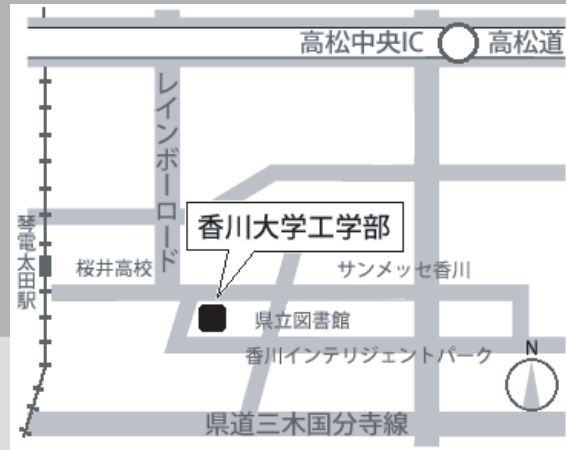 高松中央IC
高松道
レインボーロード
香川大学工学部
琴電太田駅
桜井高校
サンメッセ香川
県立図書館
香川インテリジェントパーク
N
県道三木国分寺線